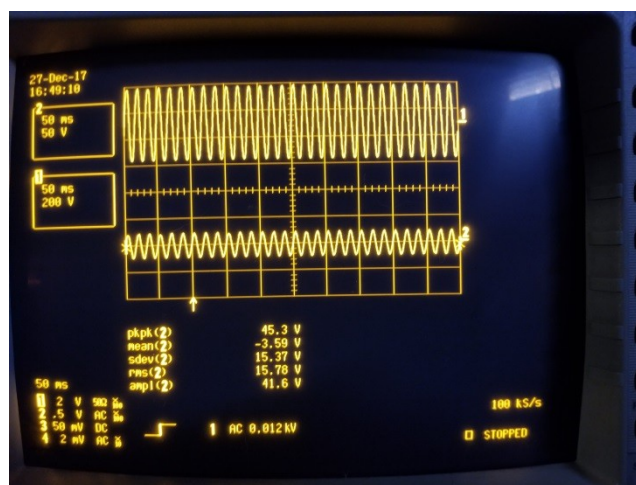 27-Dec-17
16:49:10
2
50 ms
50 V
1
50 ms
200 V
1
2
pkpk(2) 45.3 V
mean(2) -3.59 V
sdev(2) 15.37 V
rms(2) 15.78 V
ampl(2) 41.6 V
50 ms
1 2 V 50Ω
2 .5 V AC
3 50 mV DC
4 2 mV AC
1 AC 0.012kV
100 kS/s
STOPPED